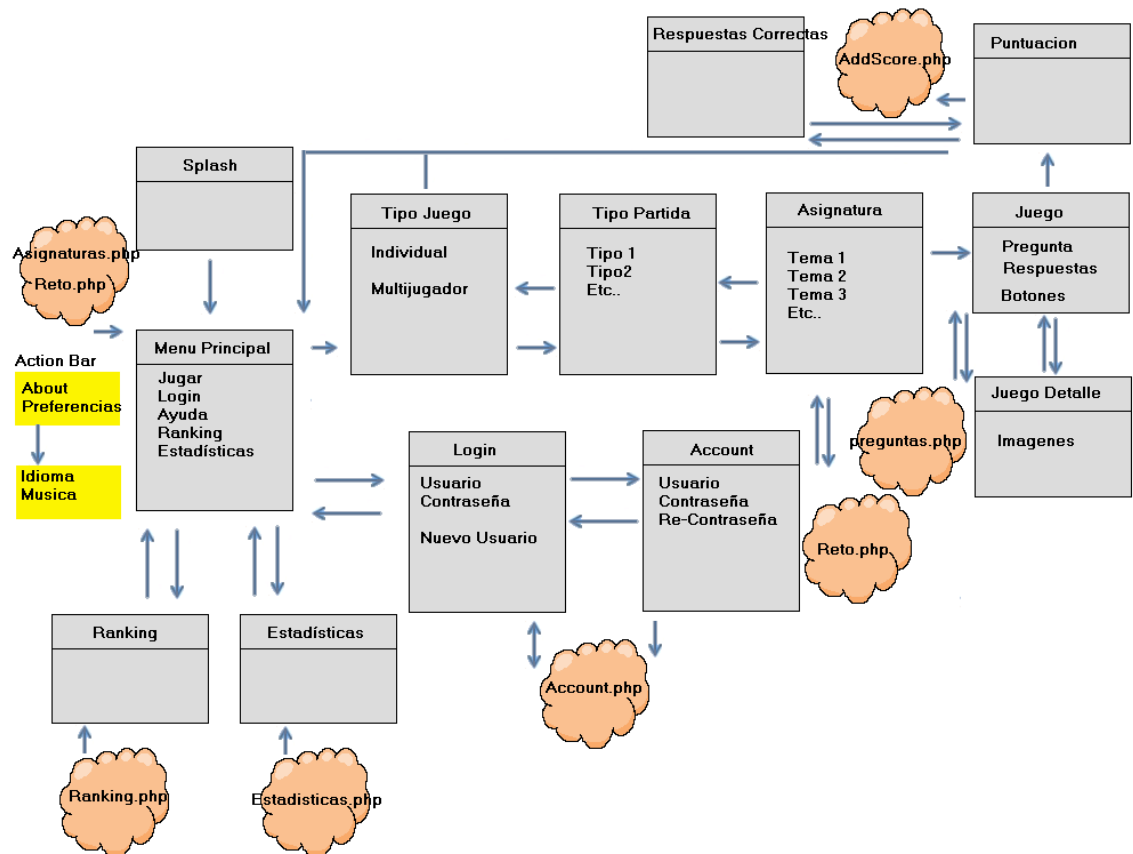 Respuestas Correctas
AddScore.php
Puntuacion
Splash
Asignaturas.php
Reto.php
Tipo Juego
Individual
Multijugador
Tipo Partida
Tipo 1
Tipo2
Etc..
Asignatura
Tema 1
Tema 2
Tema 3
Etc..
Juego
Pregunta
Respuestas
Botones
Action Bar
About
Preferencias
Idioma
Musica
Menu Principal
Jugar
Login
Ayuda
Ranking
Estadísticas
Login
Usuario
Contraseña
Nuevo Usuario
Account
Usuario
Contraseña
Re-Contraseña
preguntas.php
Juego Detalle
Imagenes
Reto.php
Ranking
Estadísticas
Account.php
Ranking.php
Estadisticas.php